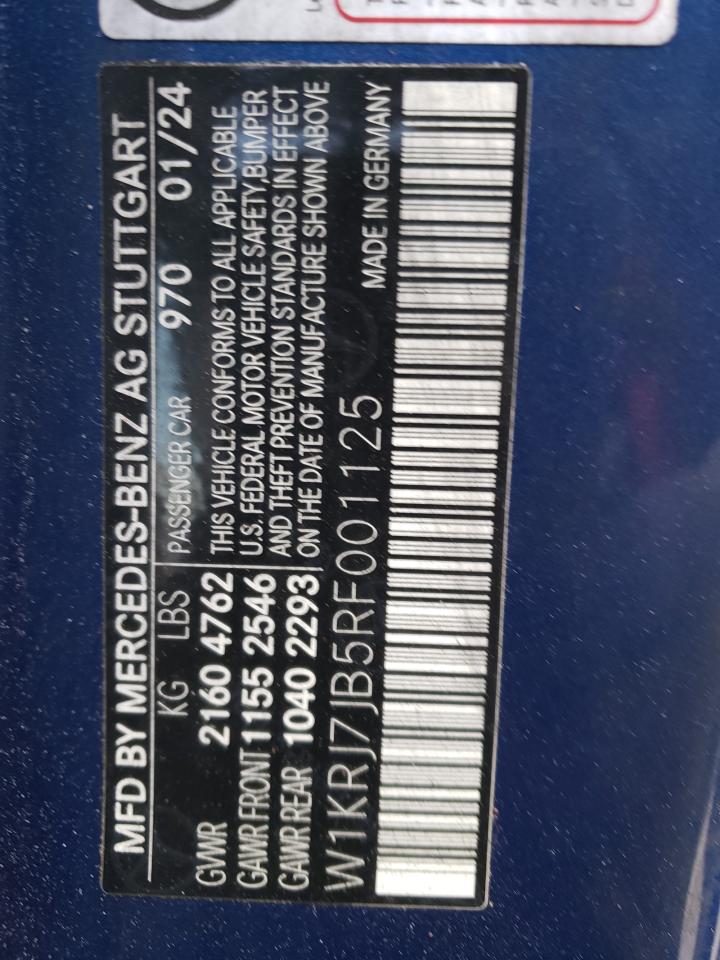 MFD BY MERCEDES-BENZ AG STUTTGART
KG LBS PASSENGER CAR 970 01/24
GVWR 2160 4762 THIS VEHICLE CONFORMS TO ALL APPLICABLE
GAWR FRONT 1155 2546 U.S. FEDERAL MOTOR VEHICLE SAFETY BUMPER
GAWR REAR 1040 2293 AND THEFT PREVENTION STANDARDS IN EFFECT
ON THE DATE OF MANUFACTURE SHOWN ABOVE
W1KRJ7JB5RF001125 MADE IN GERMANY